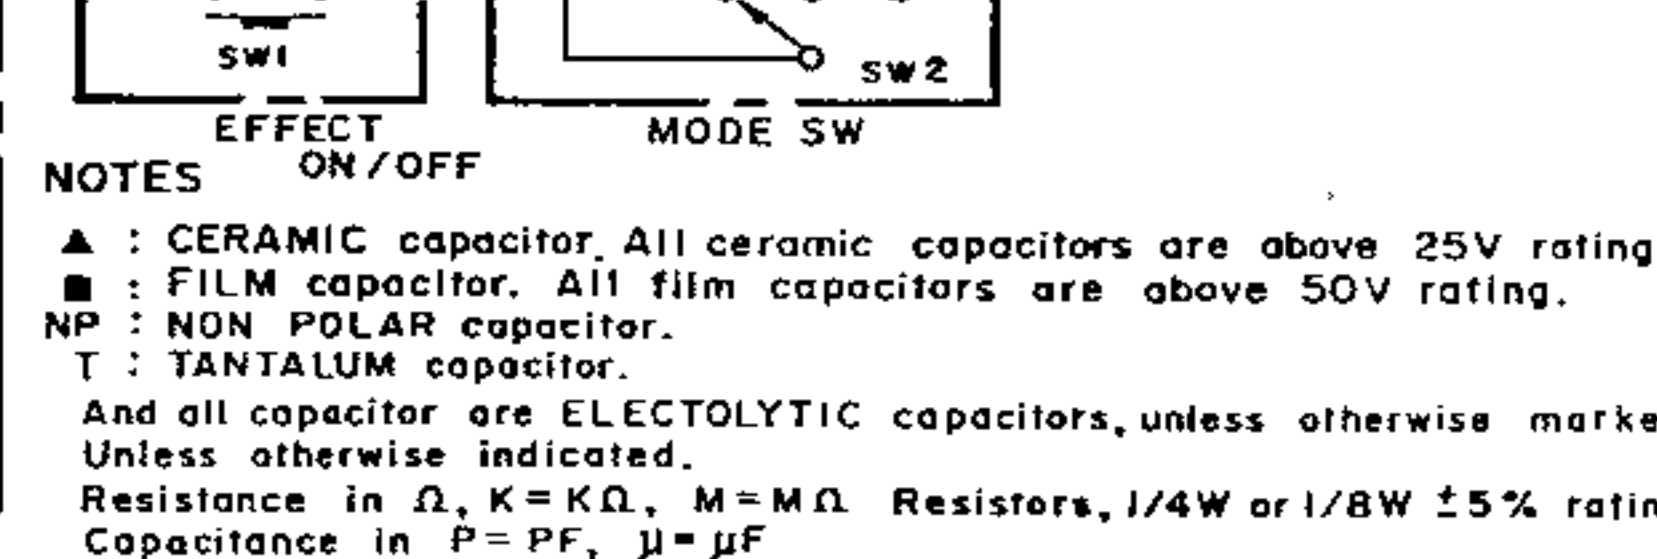 SW1
SW2
EFFECT
ON/OFF
MODE SW
NOTES
▲ : CERAMIC capacitor. All ceramic capacitors are above 25V rating
■ : FILM capacitor. All film capacitors are above 50V rating.
NP : NON POLAR capacitor.
T : TANTALUM capacitor.
And all capacitor are ELECTOLYTIC capacitors, unless otherwise marke
Unless otherwise indicated.
Resistance in Ω, K=KΩ, M=MΩ Resistors, 1/4W or 1/8W ±5% ratin
Capacitance in P=PF, μ=μF